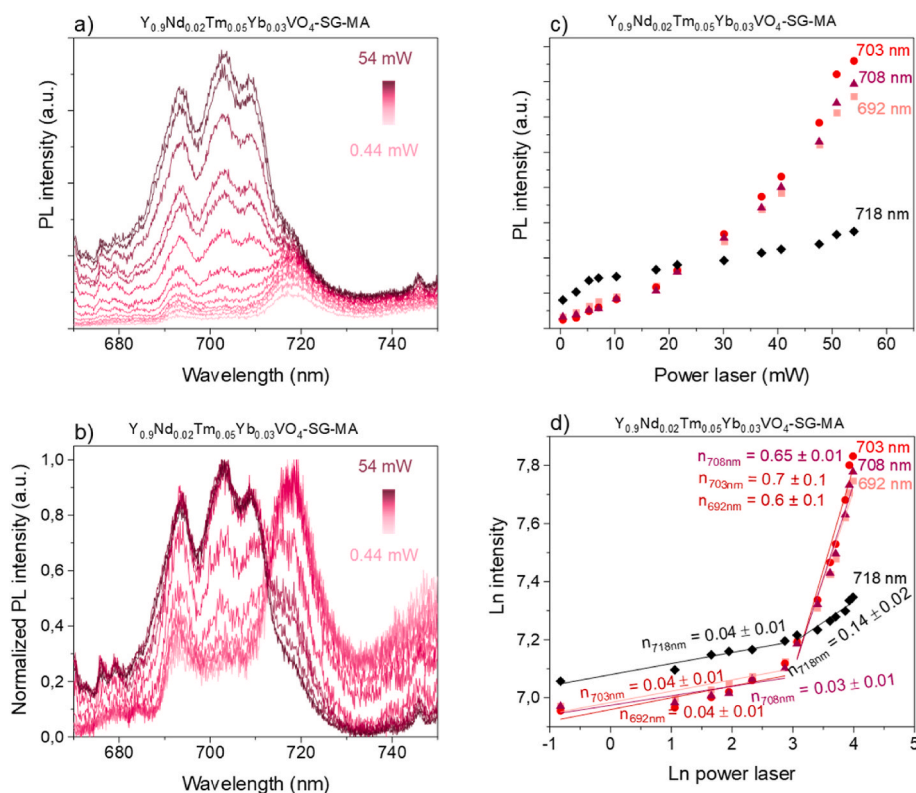 a) Y₀.₉Nd₀.₀₂Tm₀.₀₅Yb₀.₀₃VO₄-SG-MA
54 mW
0.44 mW
PL intensity (a.u.)
680 700 720 740
Wavelength (nm)
c) Y₀.₉Nd₀.₀₂Tm₀.₀₅Yb₀.₀₃VO₄-SG-MA
703 nm
708 nm
692 nm
718 nm
PL intensity (a.u.)
0 10 20 30 40 50 60
Power laser (mW)
b) Y₀.₉Nd₀.₀₂Tm₀.₀₅Yb₀.₀₃VO₄-SG-MA
54 mW
0.44 mW
Normalized PL intensity (a.u.)
1,0
0,8
0,6
0,4
0,2
0,0
680 700 720 740
Wavelength (nm)
d) Y₀.₉Nd₀.₀₂Tm₀.₀₅Yb₀.₀₃VO₄-SG-MA
n708nm = 0.65 ± 0.01
n703nm = 0.7 ± 0.1
n692nm = 0.6 ± 0.1
703 nm
708 nm
692 nm
718 nm
n718nm = 0.04 ± 0.01
n718nm = 0.14 ± 0.02
n703nm = 0.04 ± 0.01
n692nm = 0.04 ± 0.01
n708nm = 0.03 ± 0.01
Ln intensity
7,8
7,6
7,4
7,2
7,0
-1 0 1 2 3 4 5
Ln power laser